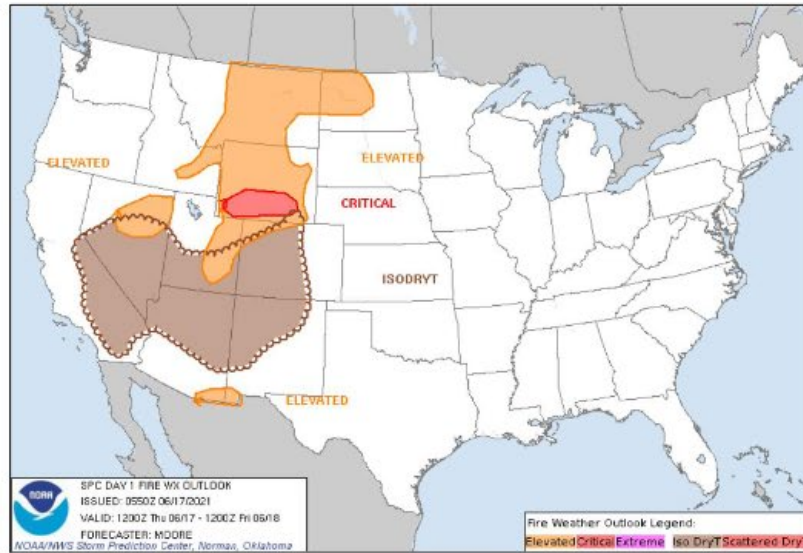 ELEVATED
ELEVATED
CRITICAL
ISODRYT
ELEVATED
NOAA
SPC DAY 1 FIRE WX OUTLOOK
ISSUED: 0550Z 06/17/2021
VALID: 1200Z Thu 06/17 - 1200Z Fri 06/18
FORECASTER: MOORE
NOAA/NWS Storm Prediction Center, Norman, Oklahoma
Fire Weather Outlook Legend:
Elevated Critical Extreme Iso DryT Scattered Dry